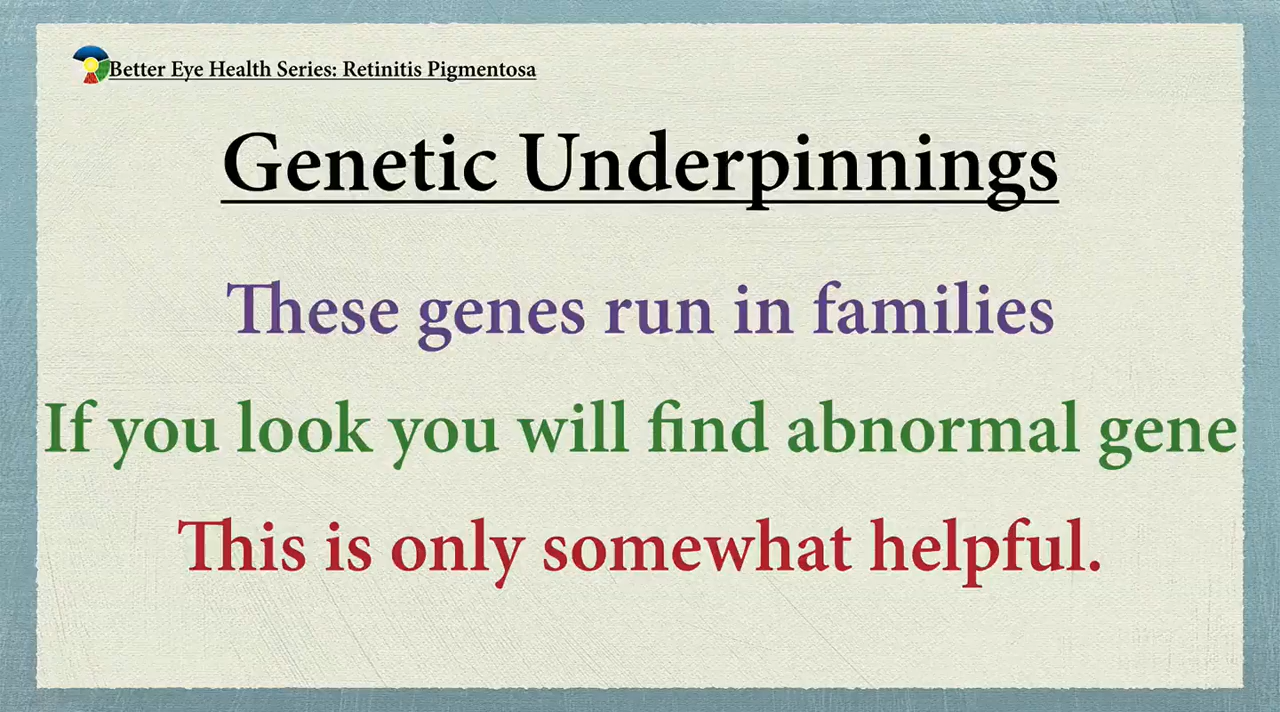 Better Eye Health Series: Retinitis Pigmentosa
Genetic Underpinnings
These genes run in families
If you look you will find abnormal gene
This is only somewhat helpful.